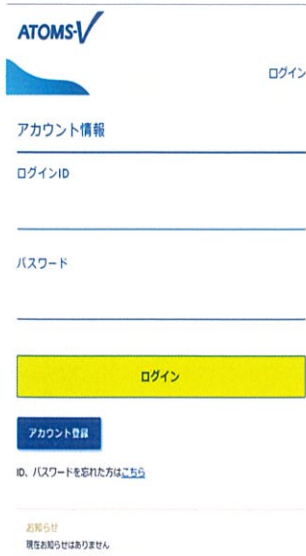 ATOMS-V
ログイン
アカウント情報
ログインID
パスワード
ログイン
アカウント登録
ID、パスワードを忘れた方はこちら
お知らせ
現在お知らせはありません